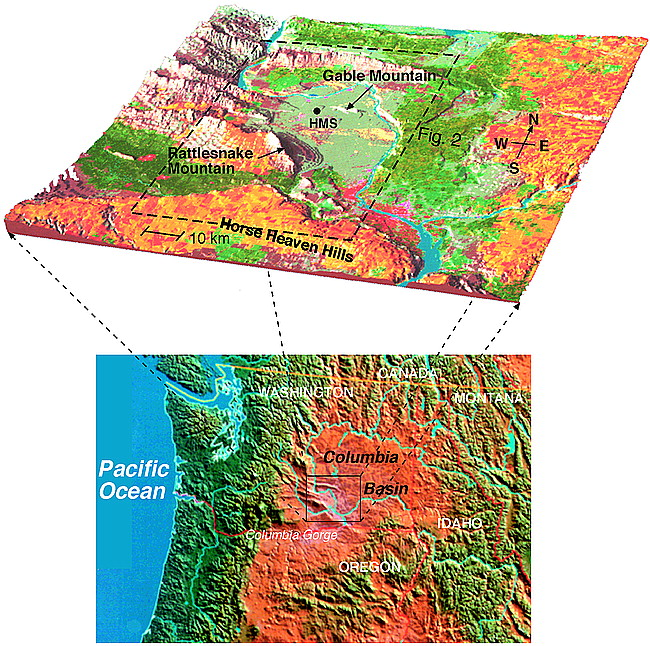 Gable Mountain
HMS
Fig. 2
N
W E
S
Rattlesnake
Mountain
Horse Heaven Hills
10 km
CANADA
WASHINGTON
MONTANA
Columbia
Pacific
Ocean
Basin
IDAHO
Columbia Gorge
OREGON